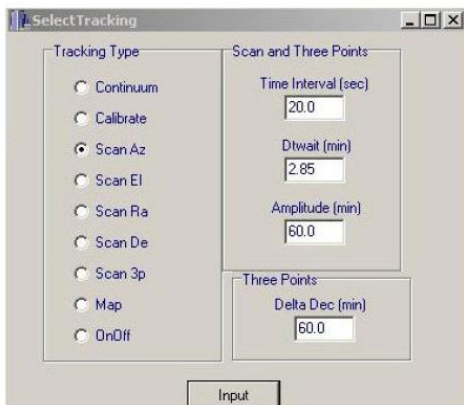 SelectTracking
Tracking Type
Continuum
Calibrate
Scan Az
Scan El
Scan Ra
Scan De
Scan 3p
Map
OnOff
Scan and Three Points
Time Interval (sec)
20.0
Dtwait (min)
2.85
Amplitude (min)
60.0
Three Points
Delta Dec (min)
60.0
Input